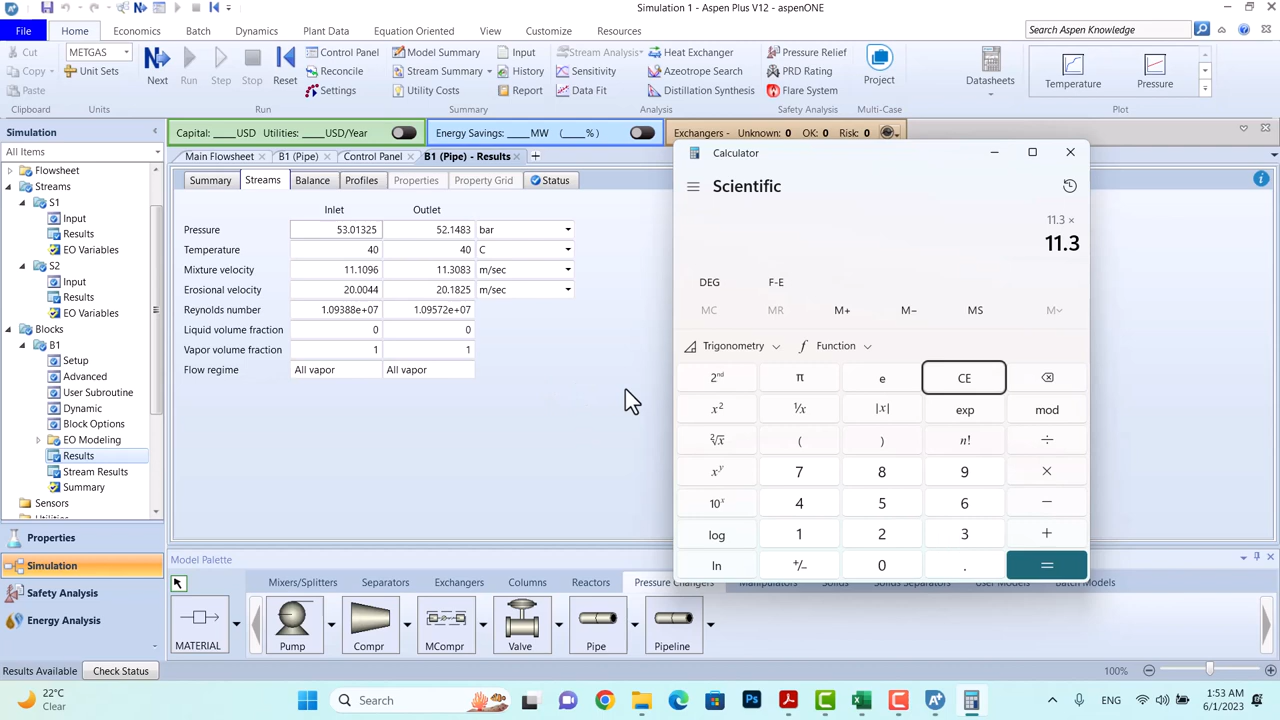 Simulation 1 - Aspen Plus V12 - aspenONE
File Home Economics Batch Dynamics Plant Data Equation Oriented View Customize Resources Search Aspen Knowledge
Cut METGAS Control Panel Model Summary Input Stream Analysis Heat Exchanger Pressure Relief
Copy Unit Sets Next Run Step Stop Reset Reconcile Stream Summary History Sensitivity Azeotrope Search PRD Rating Project Datasheets Temperature Pressure
Paste Settings Utility Costs Report Data Fit Distillation Synthesis Flare System
Clipboard Units Run Summary Analysis Safety Analysis Multi-Case Plot
Simulation Capital: ____USD Utilities: ____USD/Year Energy Savings: ____MW (____%) Exchangers - Unknown: 0 OK: 0 Risk: 0
All Items Main Flowsheet B1 (Pipe) Control Panel B1 (Pipe) - Results
Flowsheet
Streams
S1
Input
Results
EO Variables
S2
Input
Results
EO Variables
Blocks
B1
Setup
Advanced
User Subroutine
Dynamic
Block Options
EO Modeling
Results
Stream Results
Summary
Sensors
Properties
Simulation
Safety Analysis
Energy Analysis
Summary Streams Balance Profiles Properties Property Grid Status
Inlet Outlet
Pressure 53.01325 52.1483 bar
Temperature 40 40 C
Mixture velocity 11.1096 11.3083 m/sec
Erosional velocity 20.0044 20.1825 m/sec
Reynolds number 1.09388e+07 1.09572e+07
Liquid volume fraction 0 0
Vapor volume fraction 1 1
Flow regime All vapor All vapor
Calculator
Scientific
11.3 ×
11.3
DEG F-E
MC MR M+ M− MS M
Trigonometry f Function
2nd π e CE
x² ¹/x |x| exp mod
²√x ( ) n! ÷
xʸ 7 8 9 ×
10ˣ 4 5 6 −
log 1 2 3 +
ln +/− 0 . =
Model Palette
Mixers/Splitters Separators Exchangers Columns Reactors Pressure Changers
MATERIAL Pump Compr MCompr Valve Pipe Pipeline
Results Available Check Status 100%
22°C
Clear
Search
ENG
1:53 AM
6/1/2023